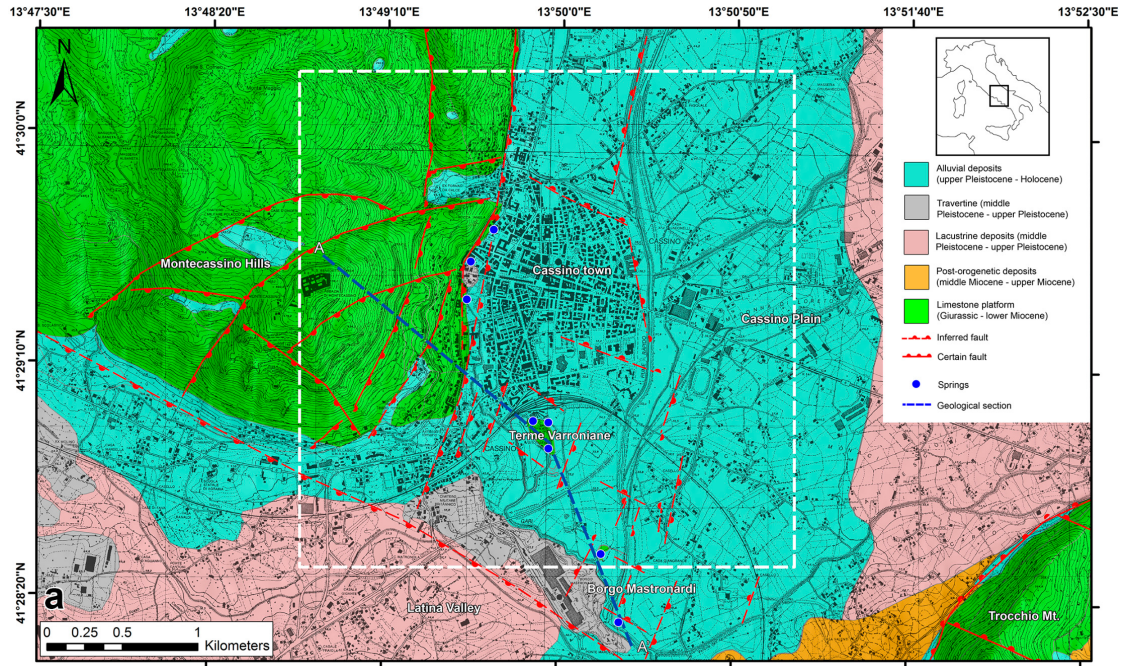 13°47'30"E 13°48'20"E 13°49'10"E 13°50'00"E 13°50'50"E 13°51'40"E 13°52'30"E
N
41°30'0"N
41°29'10"N
41°28'20"N
A
Montecassino Hills
Cassino town
CASSINO
Cassino Plain
Terme Varroniane
CASSINO
GARI
Borgo Mastronardi
Latina Valley
Trocchio Mt.
A'
a
0 0.25 0.5 1
Kilometers
Alluvial deposits
(upper Pleistocene - Holocene)
Travertine (middle
Pleistocene - upper Pleistocene)
Lacustrine deposits (middle
Pleistocene - upper Pleistocene)
Post-orogenetic deposits
(middle Miocene - upper Miocene)
Limestone platform
(Giurassic - lower Miocene)
Inferred fault
Certain fault
Springs
Geological section